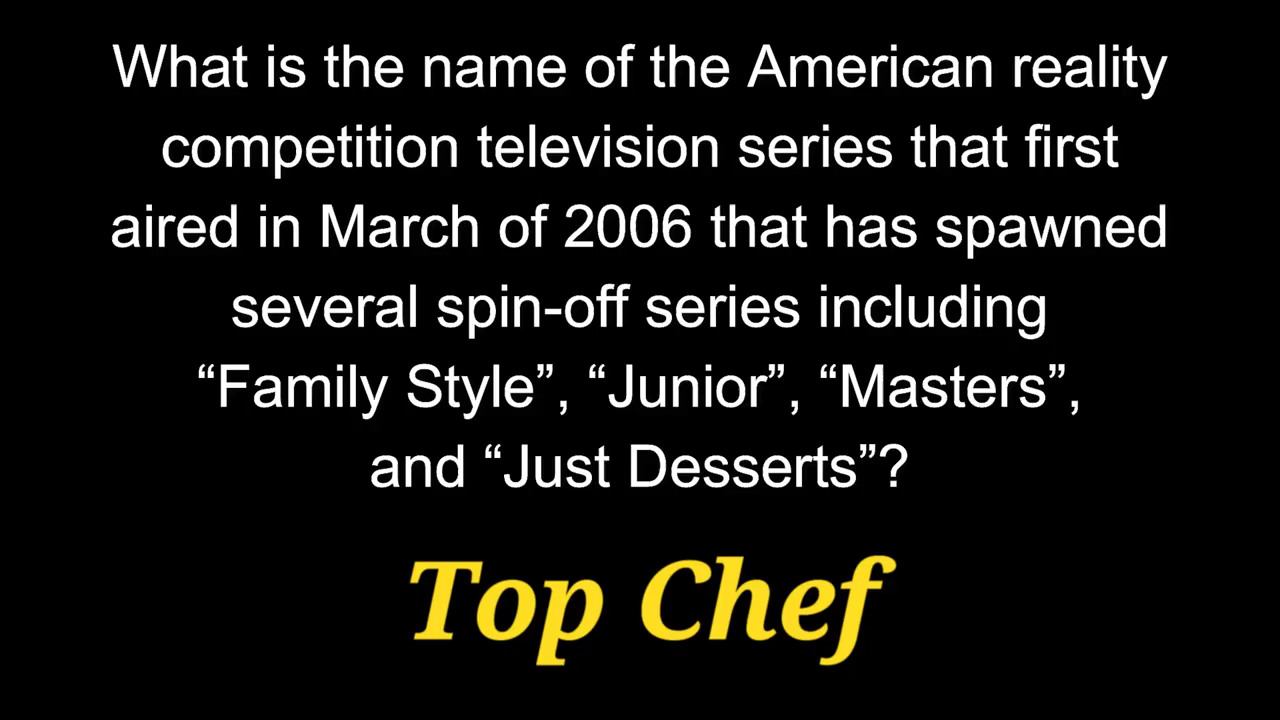 What is the name of the American reality
competition television series that first
aired in March of 2006 that has spawned
several spin-off series including
“Family Style”, “Junior”, “Masters”,
and “Just Desserts”?
Top Chef